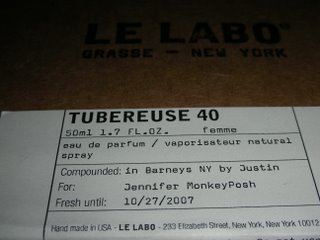 LE LABO
GRASSE - NEW YORK
TUBEREUSE 40
50ml 1.7 FL.OZ. femme
eau de parfum / vaporisateur natural
spray
Compounded: in Barneys NY by Justin
For: Jennifer MonkeyPosh
Fresh until: 10/27/2007
Hand made in USA - LE LABO - 233 Elizabeth Street, New York, New York 10012